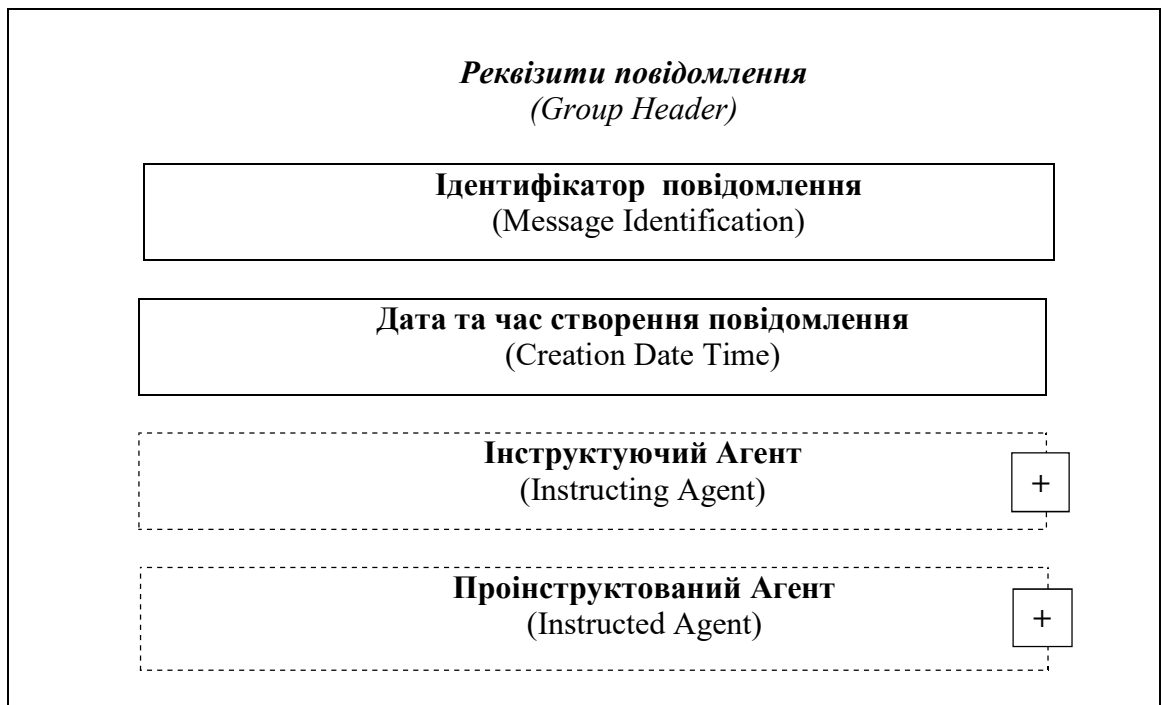 Реквізити повідомлення
(Group Header)
Ідентифікатор повідомлення
(Message Identification)
Дата та час створення повідомлення
(Creation Date Time)
Інструктуючий Агент
(Instructing Agent)
+
Проінструктований Агент
(Instructed Agent)
+